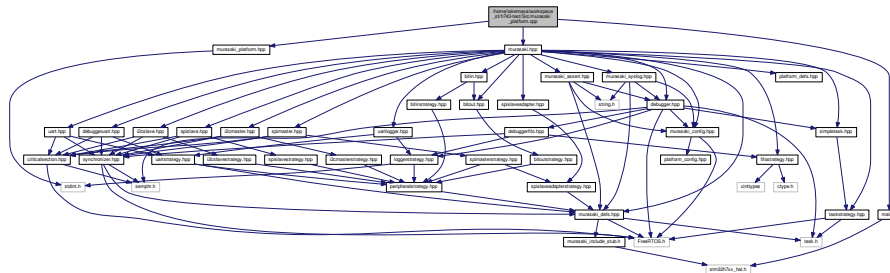 /home/takemasa/workspace
_st/h743-test/Src/murasaki
_platform.cpp
murasaki_platform.hpp
murasaki.hpp
bitin.hpp
murasaki_assert.hpp
murasaki_syslog.hpp
platform_defs.hpp
bitinstrategy.hpp
bitout.hpp
spislaveadapter.hpp
string.h
debugger.hpp
uart.hpp
debuggeruart.hpp
i2cslave.hpp
spislave.hpp
i2cmaster.hpp
spimaster.hpp
uartlogger.hpp
debuggerfifo.hpp
murasaki_config.hpp
simpletask.hpp
criticalsection.hpp
synchronizer.hpp
uartstrategy.hpp
i2cslavestrategy.hpp
spislavestrategy.hpp
i2cmasterstrategy.hpp
loggerstrategy.hpp
spimasterstrategy.hpp
bitoutstrategy.hpp
platform_config.hpp
fifostrategy.hpp
stdint.h
semphr.h
peripheralstrategy.hpp
spislaveadapterstrategy.hpp
cinttypes
ctype.h
murasaki_defs.hpp
taskstrategy.hpp
murasaki_include_stub.h
FreeRTOS.h
task.h
stm32h7xx_hal.h